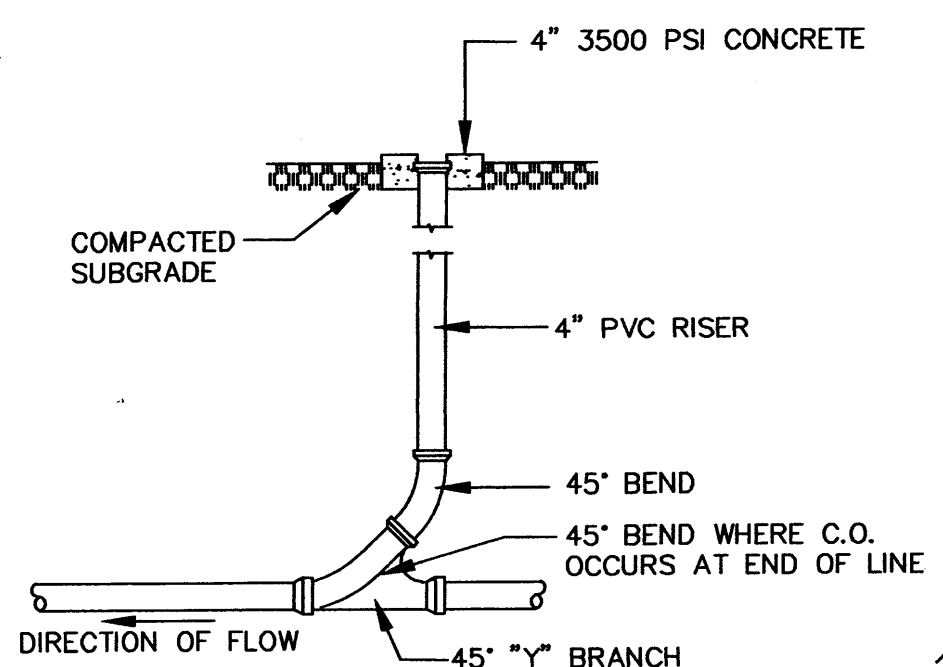 4" 3500 PSI CONCRETE
COMPACTED
SUBGRADE
4" PVC RISER
45° BEND
45° BEND WHERE C.O.
OCCURS AT END OF LINE
DIRECTION OF FLOW
45° "Y" BRANCH